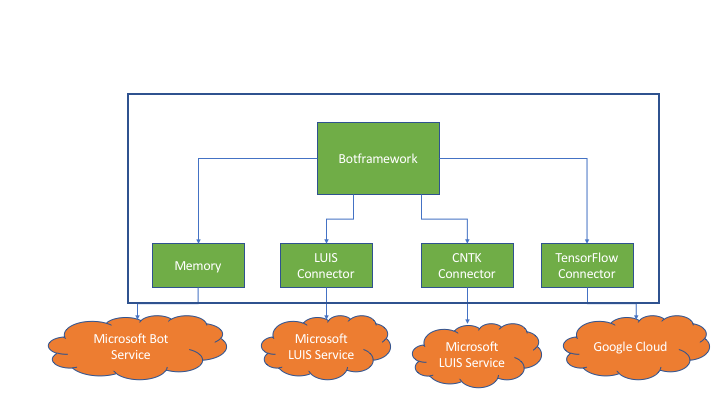 Botframework
Memory
LUIS
Connector
CNTK
Connector
TensorFlow
Connector
Microsoft Bot
Service
Microsoft
LUIS Service
Microsoft
LUIS Service
Google Cloud